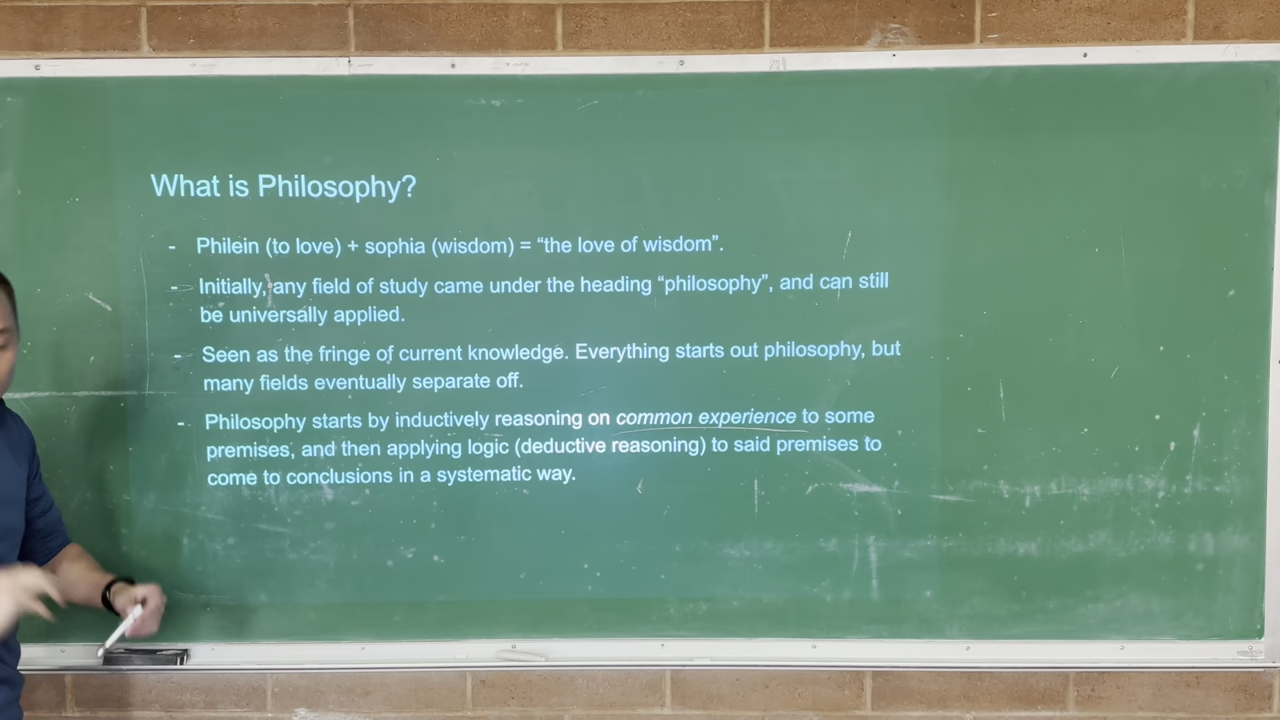 What is Philosophy?
- Philein (to love) + sophia (wisdom) = “the love of wisdom”.
- Initially, any field of study came under the heading “philosophy”, and can still
be universally applied.
- Seen as the fringe of current knowledge. Everything starts out philosophy, but
many fields eventually separate off.
- Philosophy starts by inductively reasoning on common experience to some
premises, and then applying logic (deductive reasoning) to said premises to
come to conclusions in a systematic way.